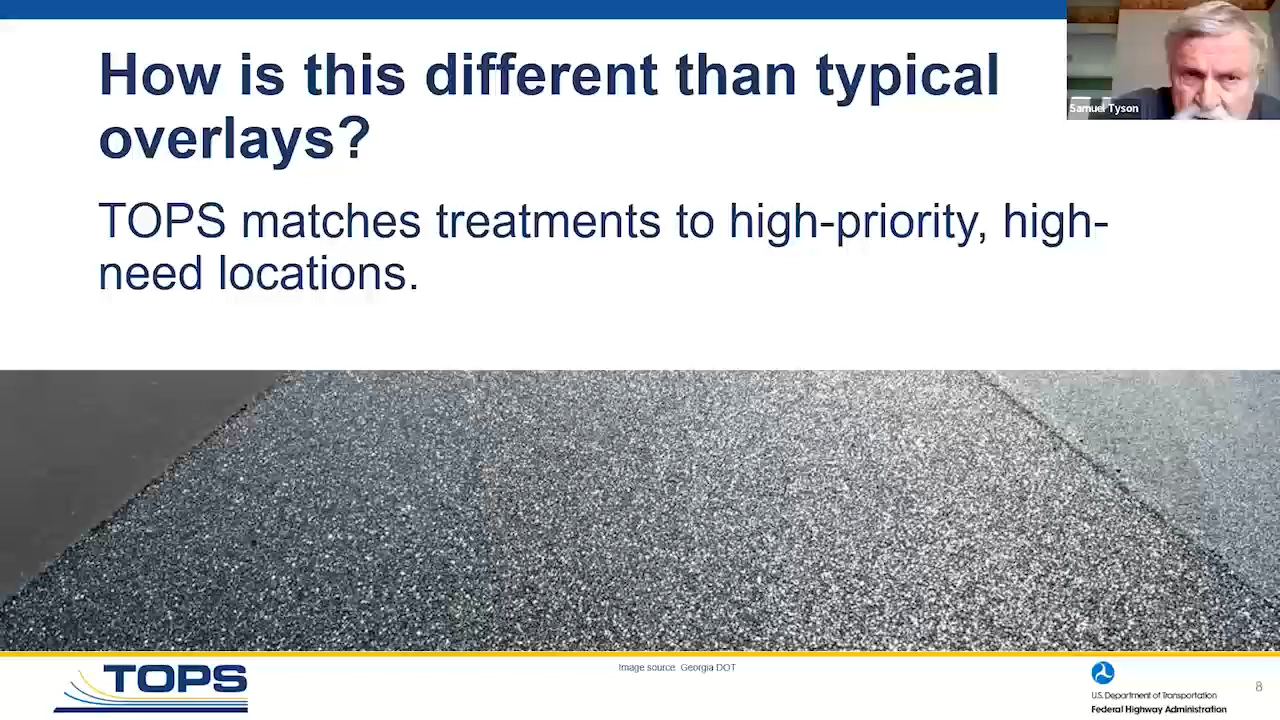 How is this different than typical
overlays?
Samuel Tyson
TOPS matches treatments to high-priority, high-
need locations.
TOPS
Image source Georgia DOT
U.S. Department of Transportation
Federal Highway Administration
8